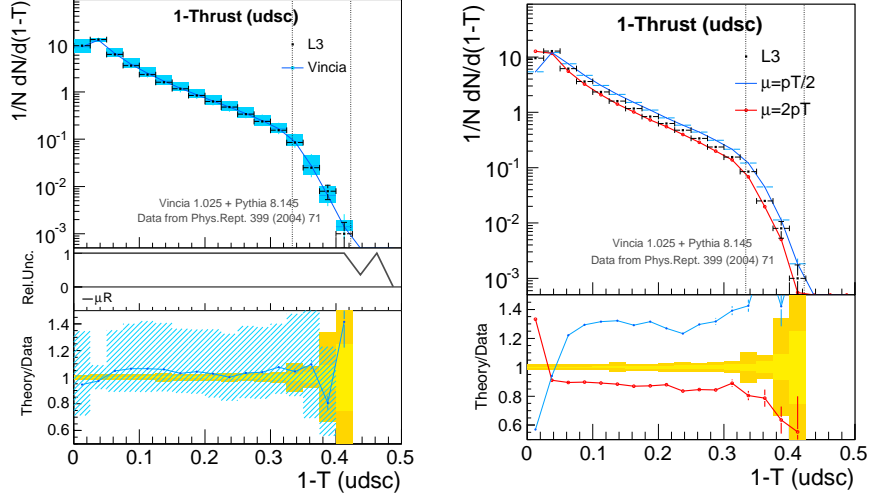 1-Thrust (udsc)
1/N dN/d(1-T)
L3
Vincia
10
1
10-1
10-2
10-3
Vincia 1.025 + Pythia 8.145
Data from Phys.Rept. 399 (2004) 71
Rel.Unc.
1
0
μR
Theory/Data
1.4
1.2
1
0.8
0.6
0 0.1 0.2 0.3 0.4 0.5
1-T (udsc)
1-Thrust (udsc)
1/N dN/d(1-T)
L3
μ=pT/2
μ=2pT
10
1
10-1
10-2
10-3
Vincia 1.025 + Pythia 8.145
Data from Phys.Rept. 399 (2004) 71
Theory/Data
1.4
1.2
1
0.8
0.6
0 0.1 0.2 0.3 0.4 0.5
1-T (udsc)